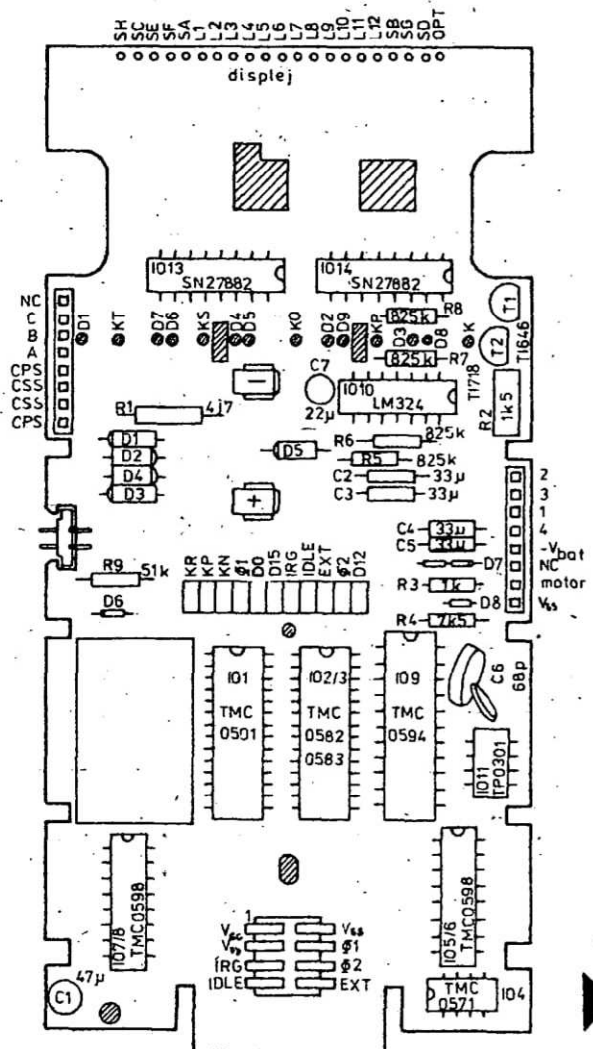 SH SC SE SF SA L1 L2 L3 L4 L5 L6 L7 L8 L9 L10 L11 L12 SB SG SD OPT
displej
IO13
SN27882
IO14
SN27882
NC
C
B
A
CPS
CSS
CSS
CPS
D1 KT D7 D6 KS D4 D5 KO D2 D9 KP D3 D8 K
825k R8
825k R7
T1
T2
TI646
TI718
R2
1k5
C7
22µ
IO10
LM324
R1 4j7
D1
D2
D4
D3
D5
R6 825k
R5 825k
C2 33µ
C3 33µ
C4 33µ
C5 33µ
D7
R3 1k
D8
R4 7k5
2
3
1
4
-Vbat
NC
motor
Vss
R9 51k
D6
KR KP KN ϕ1 D0 D15 IRG IDLE EXT ϕ2 D12
IO1
TMC
0501
IO2/3
TMC
0582
0583
IO9
TMC
0594
C6
68p
IO11
TP0301
IO7/8
TMC0598
IO5/6
TMC0598
1
Vss
ϕ1
IRG ϕ2
IDLE EXT
47µ
C1
TMC
0571
IO4